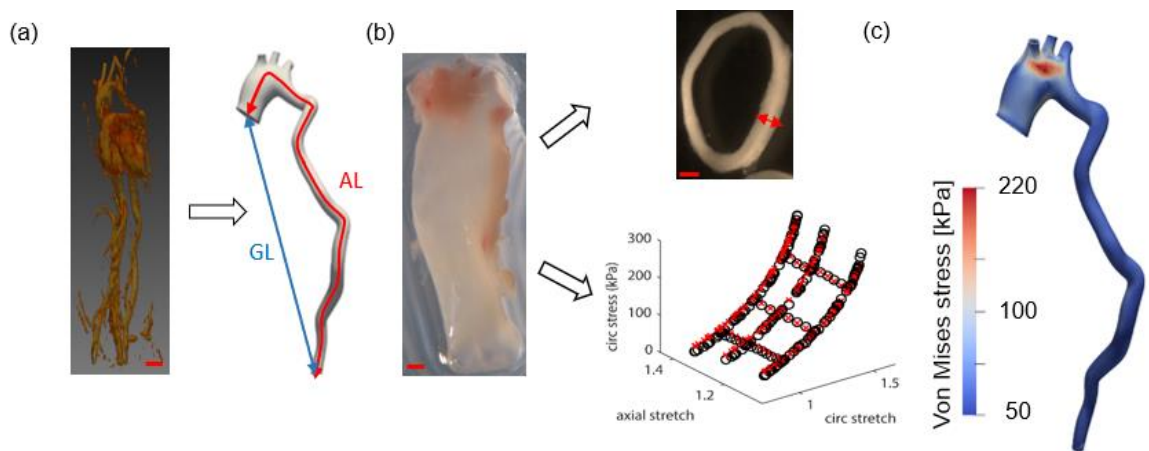 (a)
AL
GL
(b)
300
200
100
0
circ stress (kPa)
1.4
1.2
axial stretch
1
1.5
circ stretch
(c)
Von Mises stress [kPa]
220
100
50